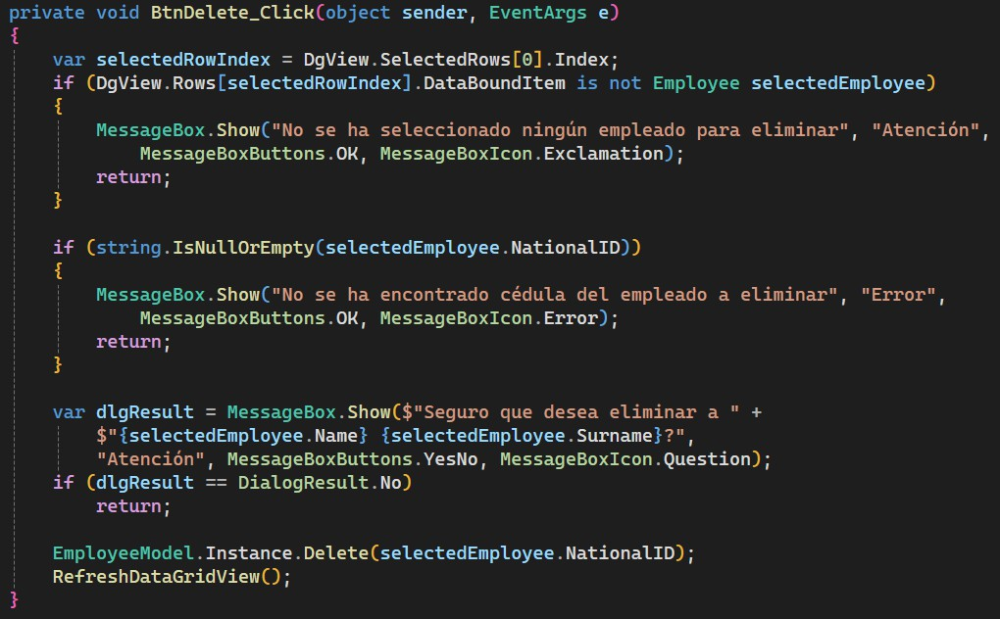 private void BtnDelete_Click(object sender, EventArgs e)
{
    var selectedRowIndex = DgView.SelectedRows[0].Index;
    if (DgView.Rows[selectedRowIndex].DataBoundItem is not Employee selectedEmployee)
    {
        MessageBox.Show("No se ha seleccionado ningún empleado para eliminar", "Atención",
            MessageBoxButtons.OK, MessageBoxIcon.Exclamation);
        return;
    }

    if (string.IsNullOrEmpty(selectedEmployee.NationalID))
    {
        MessageBox.Show("No se ha encontrado cédula del empleado a eliminar", "Error",
            MessageBoxButtons.OK, MessageBoxIcon.Error);
        return;
    }

    var dlgResult = MessageBox.Show($"Seguro que desea eliminar a " +
        $"{selectedEmployee.Name} {selectedEmployee.Surname}?",
        "Atención", MessageBoxButtons.YesNo, MessageBoxIcon.Question);
    if (dlgResult == DialogResult.No)
        return;

    EmployeeModel.Instance.Delete(selectedEmployee.NationalID);
    RefreshDataGridView();
}